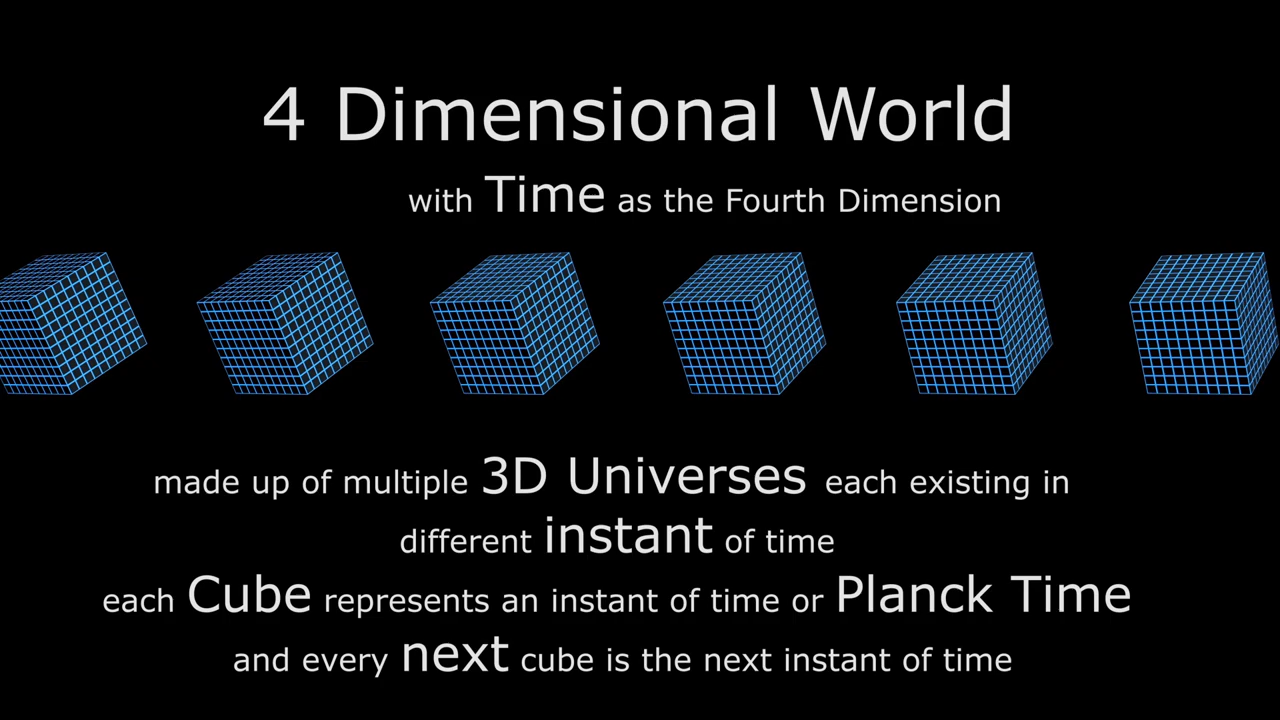 4 Dimensional World
with Time as the Fourth Dimension
made up of multiple 3D Universes each existing in
different instant of time
each Cube represents an instant of time or Planck Time
and every next cube is the next instant of time